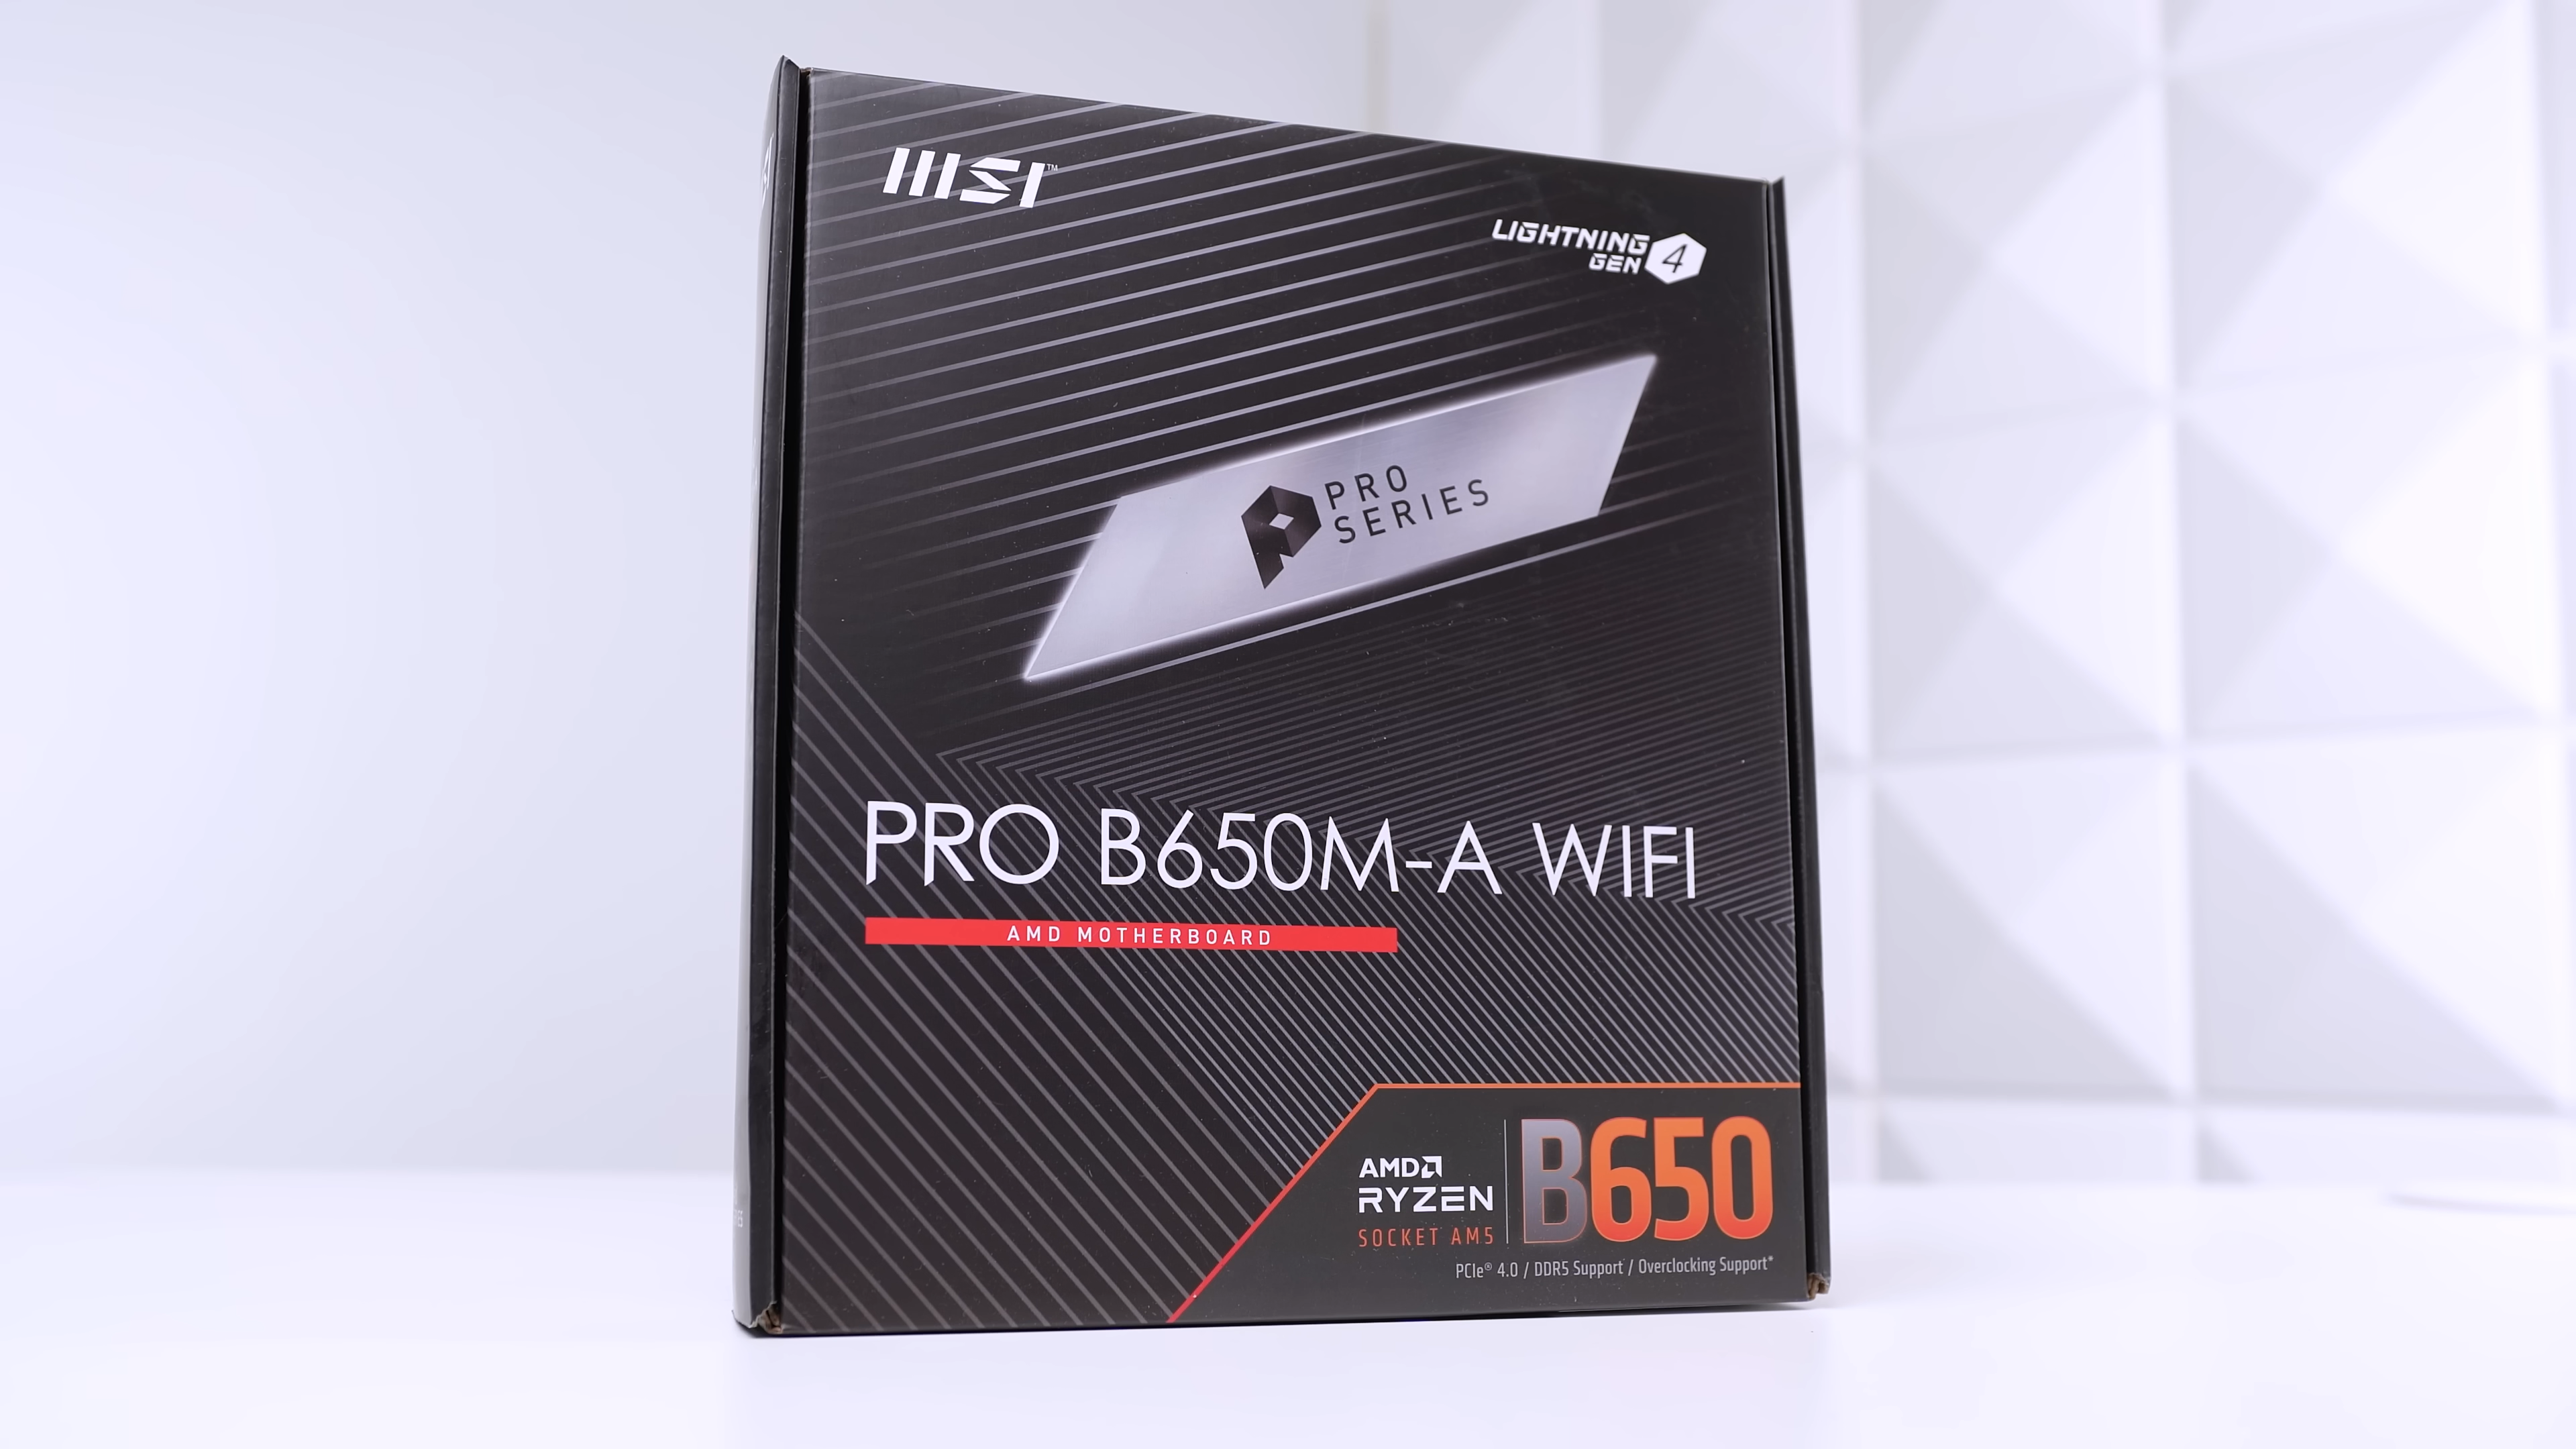 msi™
LIGHTNING
GEN 4
PRO
SERIES
PRO B650M-A WIFI
AMD MOTHERBOARD
AMD
RYZEN
SOCKET AM5
B650
PCIe® 4.0 / DDR5 Support / Overclocking Support*